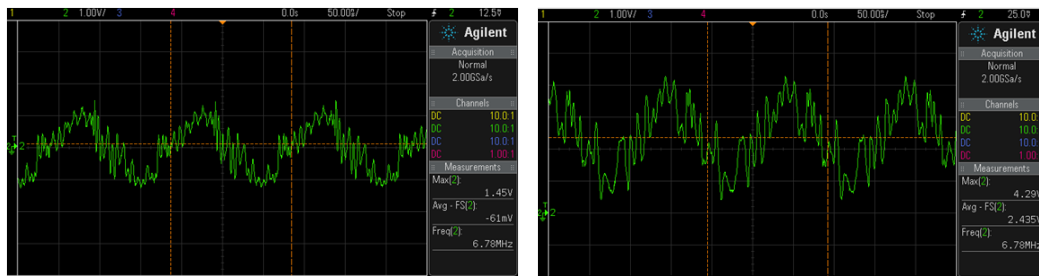 1 2 1.00V/ 3 4 0.0s 50.00ns/ Stop 2 12.5V
Agilent
Acquisition
Normal
2.00GSa/s
Channels
DC 10.0:1
DC 10.0:1
DC 10.0:1
DC 1.00:1
Measurements
Max(2):
1.45V
Avg - FS(2):
-61mV
Freq(2):
6.78MHz
2
1 2 1.00V/ 3 4 0.0s 50.00ns/ Stop 2 25.0V
Agilent
Acquisition
Normal
2.00GSa/s
Channels
DC 10.0:
DC 10.0:
DC 10.0:
DC 1.00:
Measurements
Max(2):
4.29V
Avg - FS(2):
2.435V
Freq(2):
6.78MHz
2